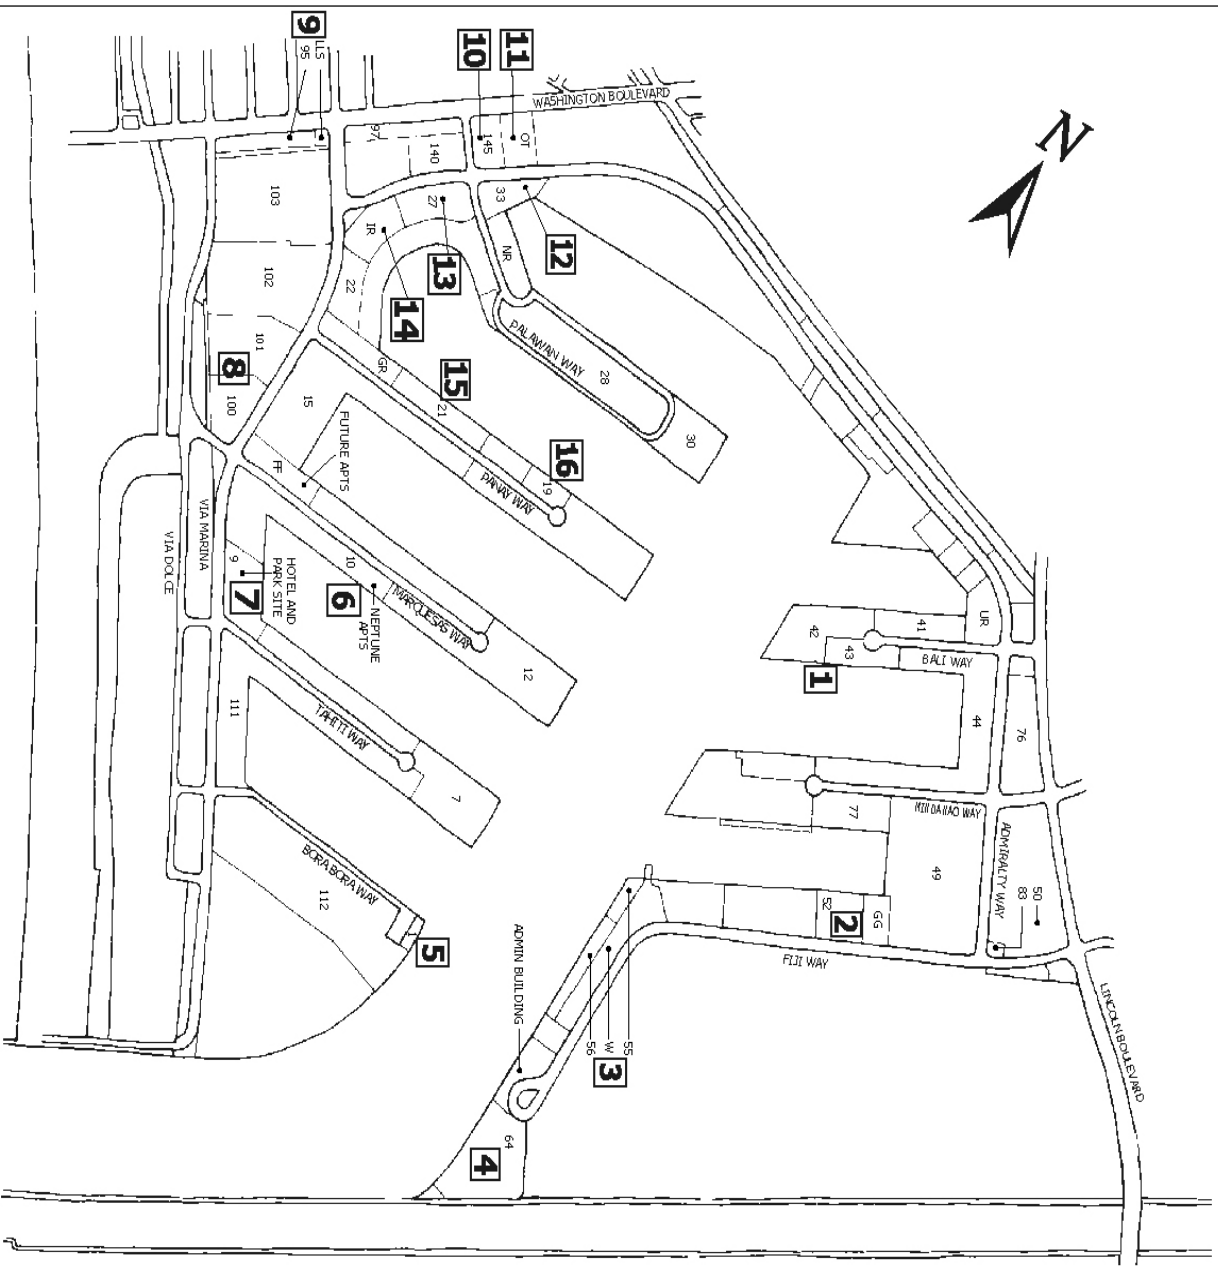 9
LLS
95
10
11
WASHINGTON BOULEVARD
N
97
140
145
OT
103
27
33
IR
12
NR
13
102
22
14
PALAWAN WAY
28
101
8
GR
15
100
15
21
30
FUTURE APTS
FF
16
19
PANAY WAY
VIA MARINA
VIA DOLCE
9
HOTEL AND
PARK SITE
7
10
6
NEPTUNE
APTS
MARQUESAS WAY
12
111
TAHITI WAY
7
BORA BORA WAY
112
5
UR
41
42
43
BALI WAY
1
44
76
77
MINDANAO WAY
49
ADMIRALTY WAY
50
83
52
2
GG
FIJI WAY
LINCOLN BOULEVARD
ADMIN BUILDING
55
W
56
3
64
4